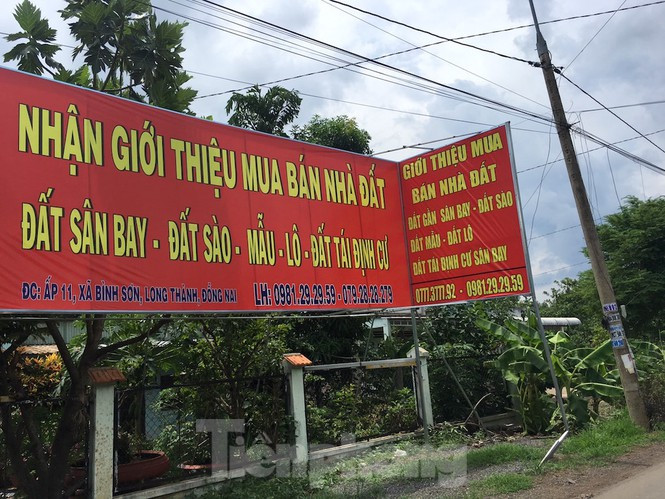 NHẬN GIỚI THIỆU MUA BÁN NHÀ ĐẤT
ĐẤT SÂN BAY - ĐẤT SÀO - MẪU - LÔ - ĐẤT TÁI ĐỊNH CƯ
ĐC: ẤP 11, XÃ BÌNH SƠN, LONG THÀNH, ĐỒNG NAI
LH: 0981.29.29.59 - 079.28.28.279
GIỚI THIỆU MUA
BÁN NHÀ ĐẤT
ĐẤT GẦN SÂN BAY - ĐẤT SÀO
ĐẤT MẪU - ĐẤT LÔ
ĐẤT TÁI ĐỊNH CƯ SÂN BAY
0777.3777.92 - 0981.29.29.59
Tiền phong